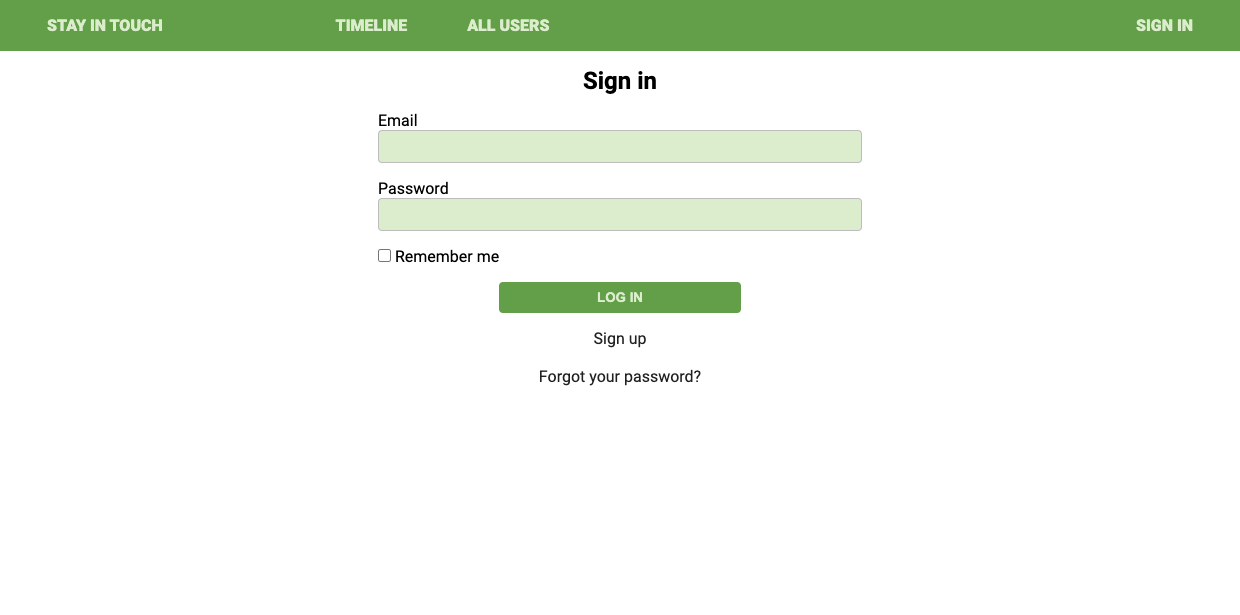 STAY IN TOUCH TIMELINE ALL USERS SIGN IN
Sign in
Email
Password
Remember me
LOG IN
Sign up
Forgot your password?